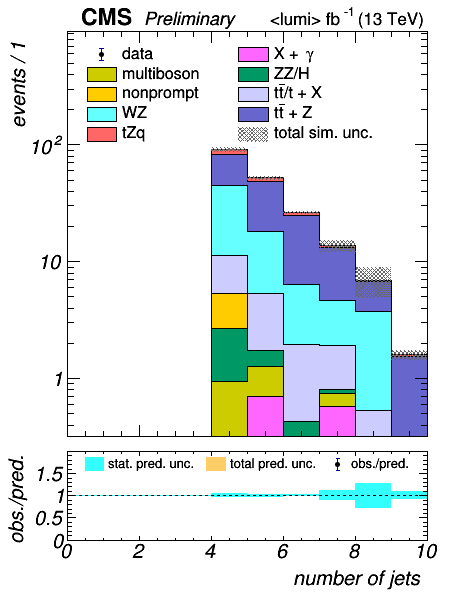 CMS Preliminary <lumi> fb⁻¹ (13 TeV)
events / 1
data
multiboson
nonprompt
WZ
tZq
X + γ
ZZ/H
tt̄/t + X
tt̄ + Z
total sim. unc.
10²
10
1
obs./pred.
stat. pred. unc. total pred. unc. obs./pred.
1.5
1
0.5
0
0 2 4 6 8 10
number of jets